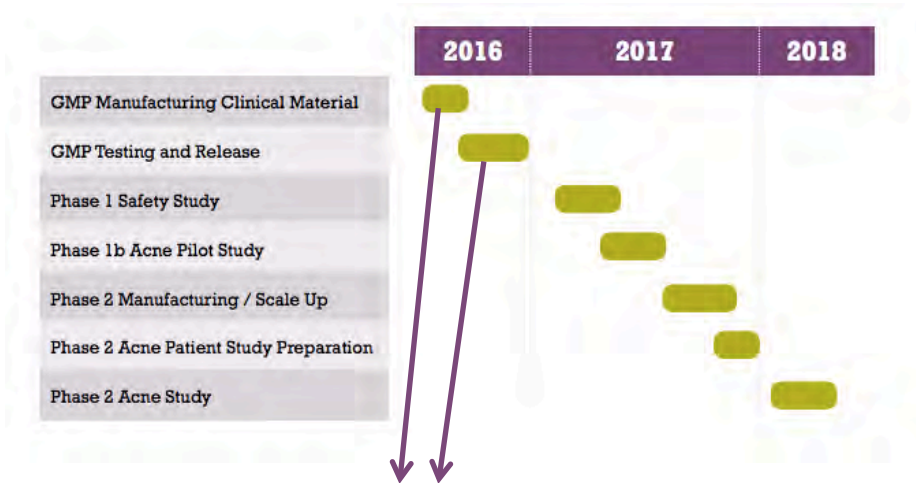 2016 2017 2018
GMP Manufacturing Clinical Material
GMP Testing and Release
Phase 1 Safety Study
Phase 1b Acne Pilot Study
Phase 2 Manufacturing / Scale Up
Phase 2 Acne Patient Study Preparation
Phase 2 Acne Study